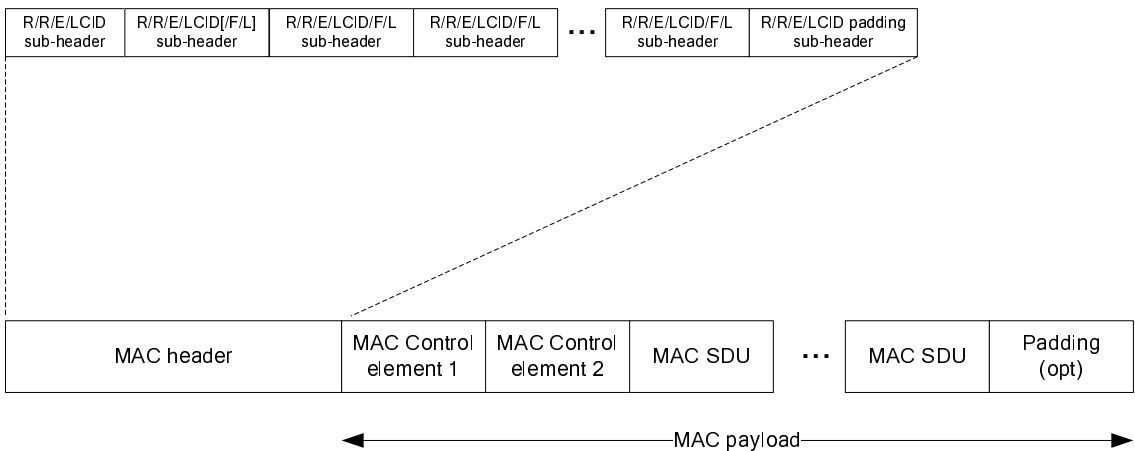 R/R/E/LCID
sub-header
R/R/E/LCID[/F/L]
sub-header
R/R/E/LCID/F/L
sub-header
R/R/E/LCID/F/L
sub-header
...
R/R/E/LCID/F/L
sub-header
R/R/E/LCID padding
sub-header
MAC header
MAC Control
element 1
MAC Control
element 2
MAC SDU
...
MAC SDU
Padding
(opt)
MAC payload